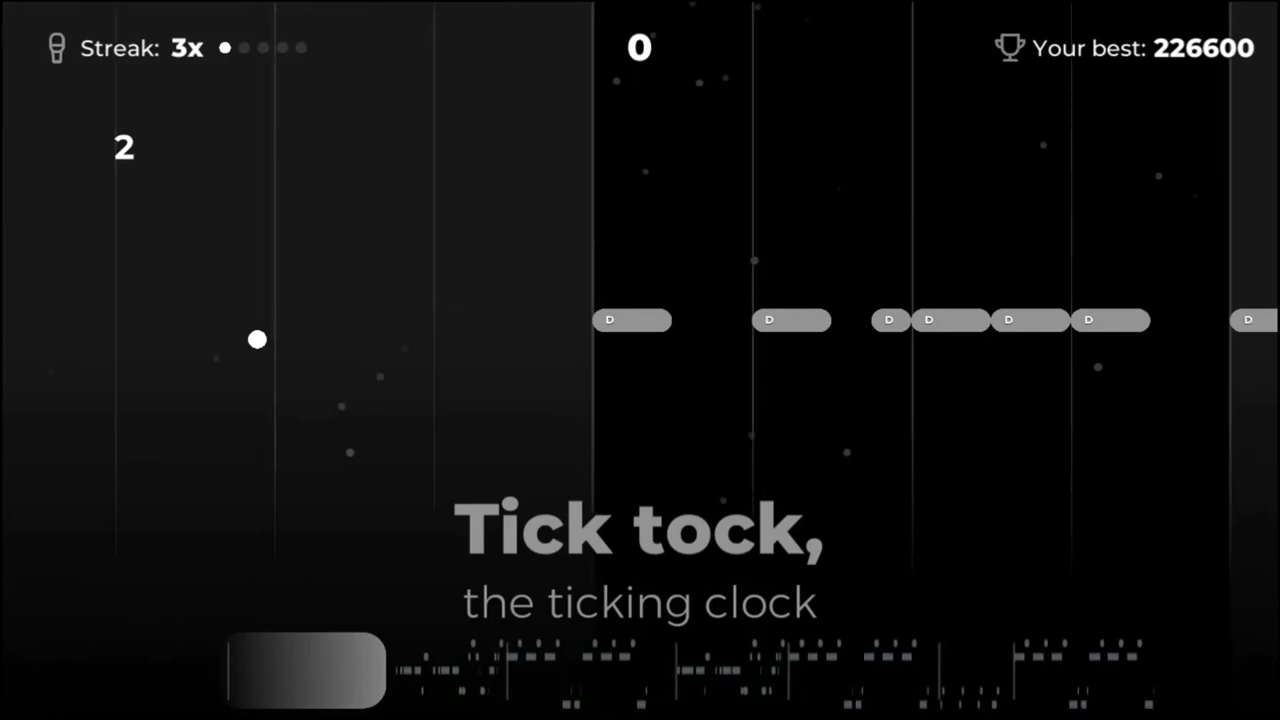 Streak: 3x
0
Your best: 226600
2
D D D D D D D
Tick tock,
the ticking clock